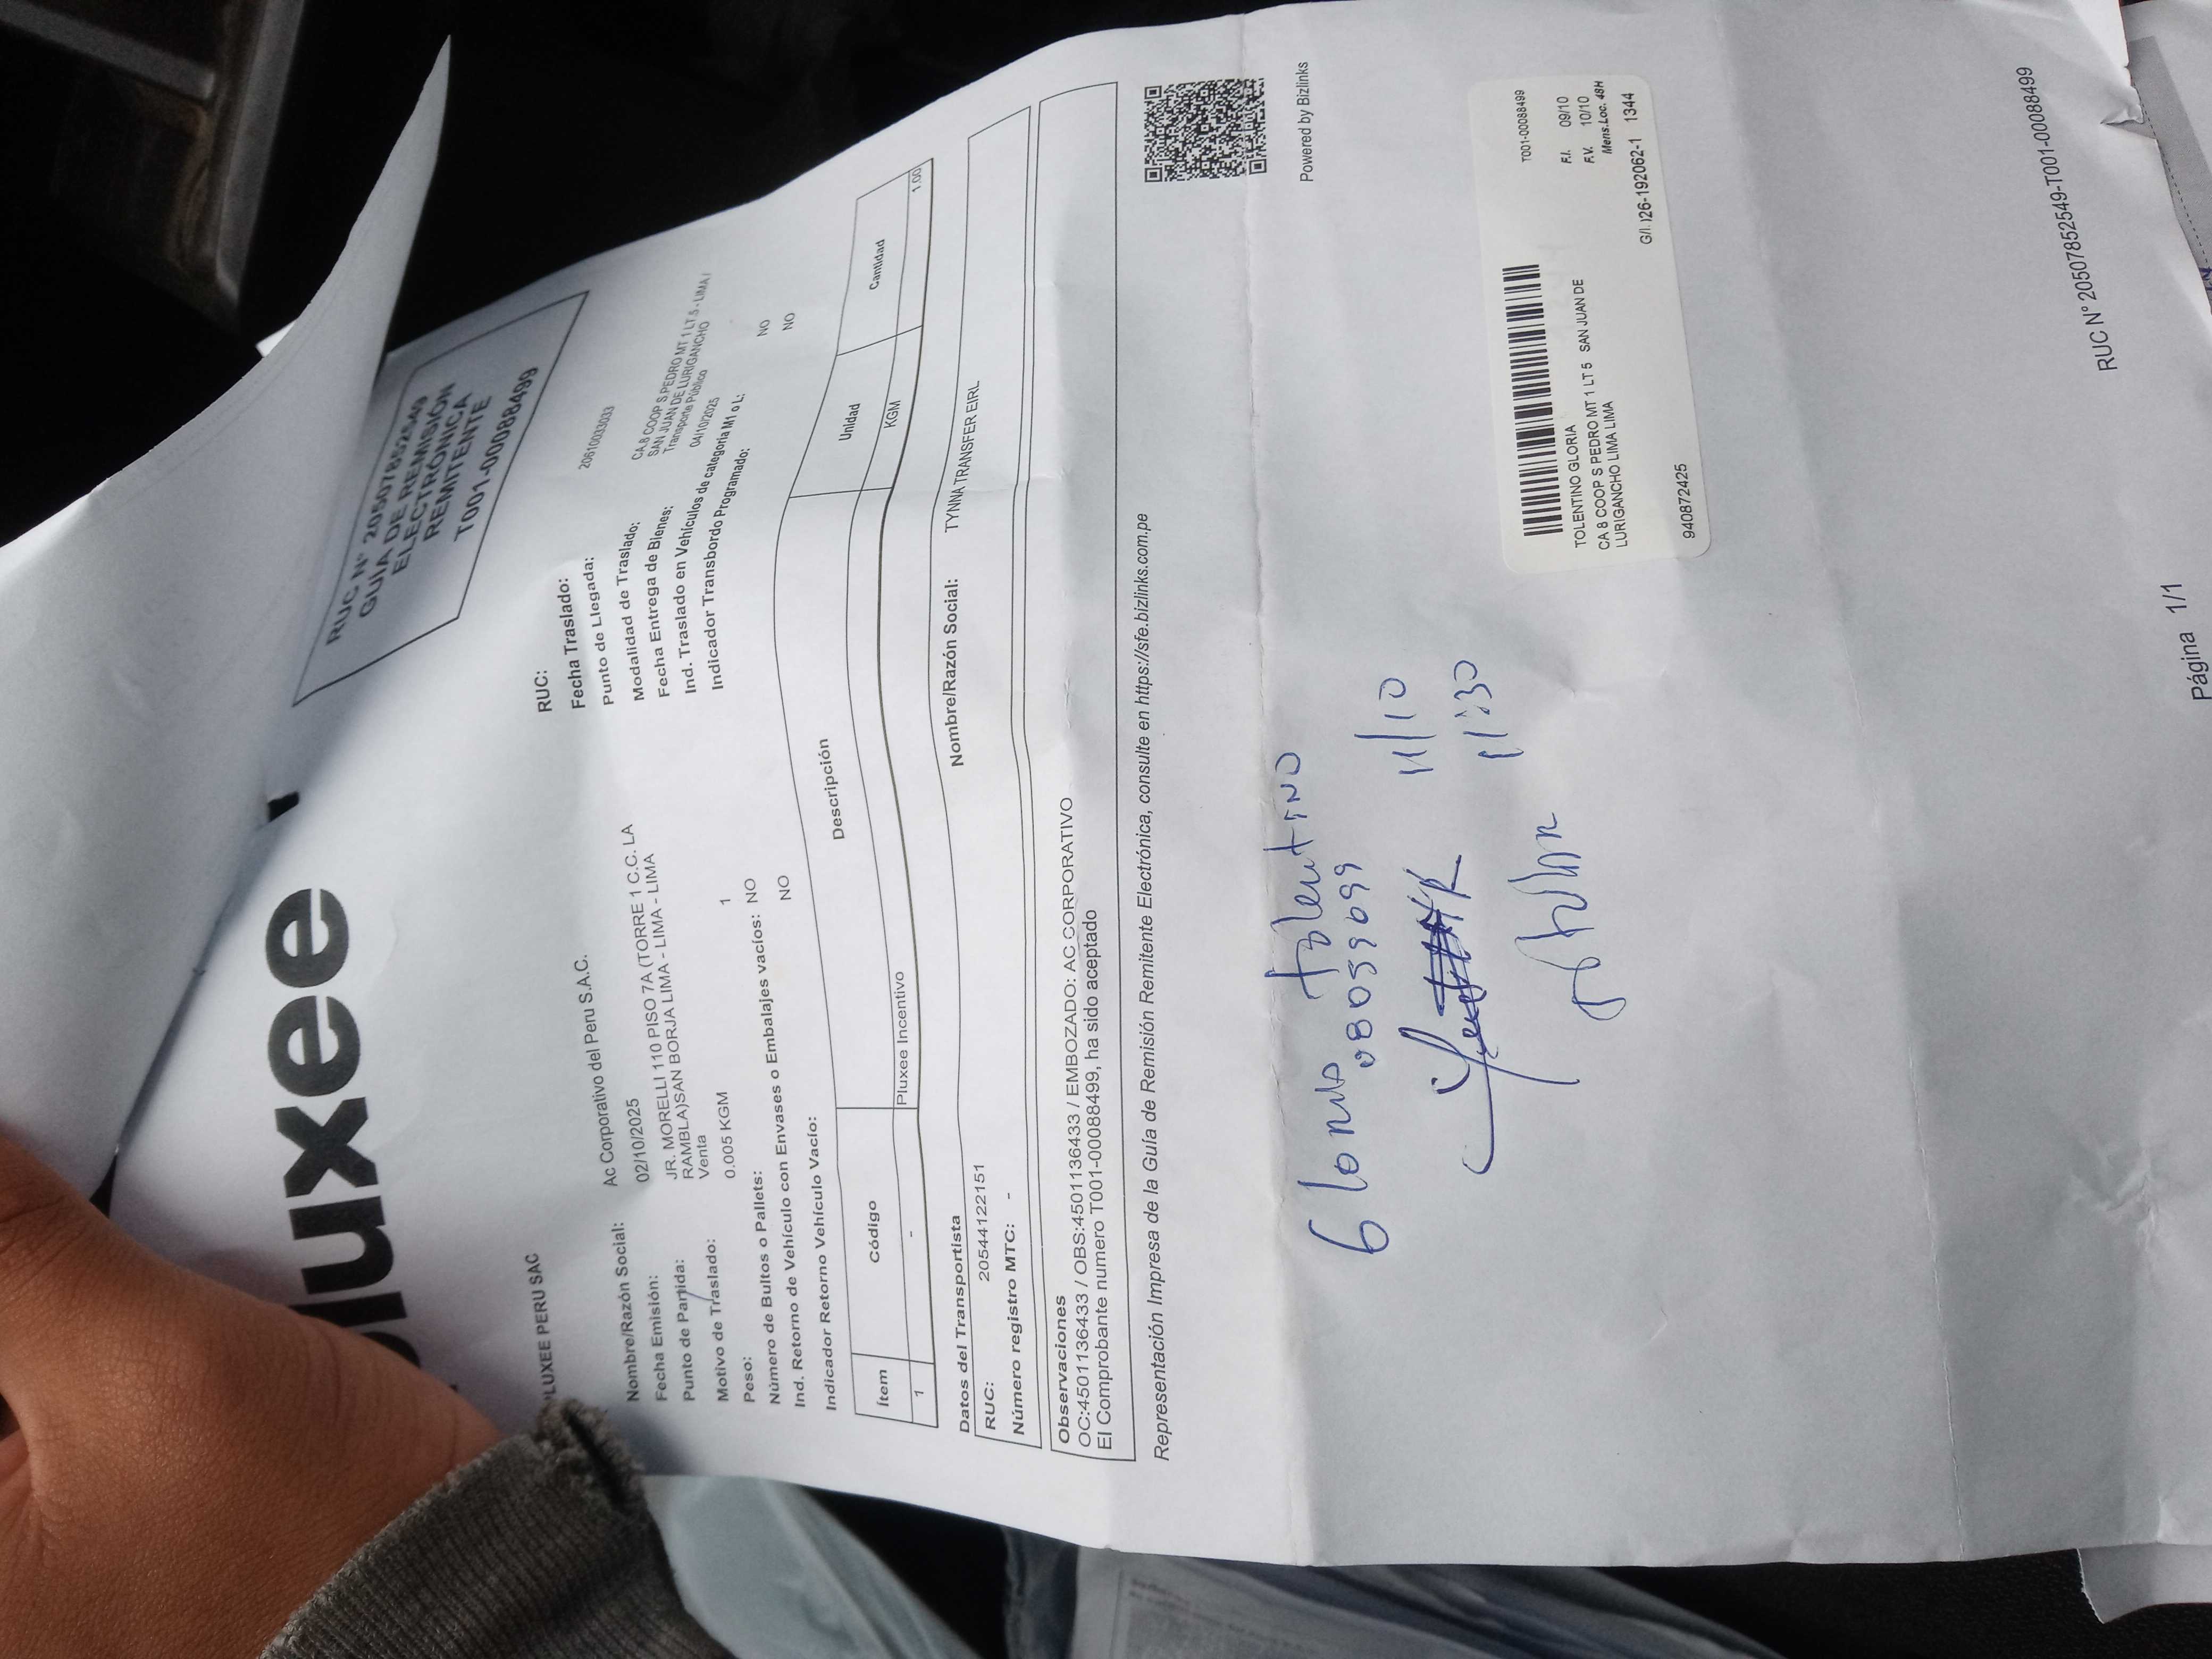 luxee
RUC N° 20507852549
GUÍA DE REMISIÓN
ELECTRÓNICA
REMITENTE
T001-00088499
PLUXEE PERU SAC
Nombre/Razón Social: Ac Corporativo del Peru S.A.C.
Fecha Emisión: 02/10/2025
Punto de Partida: JR. MORELLI 110 PISO 7A (TORRE 1 C.C. LA
RAMBLA)SAN BORJA LIMA - LIMA - LIMA
Motivo de Traslado: Venta
Peso: 0.005 KGM
Número de Bultos o Pallets: 1
Ind. Retorno de Vehículo con Envases o Embalajes vacíos: NO
Indicador Retorno Vehículo Vacío: NO
RUC: 20610033033
Fecha Traslado:
Punto de Llegada: CA 8 COOP S PEDRO MT 1 LT 5 - LIMA /
SAN JUAN DE LURIGANCHO
Modalidad de Traslado: Transporte Público
Fecha Entrega de Bienes: 04/10/2025
Ind. Traslado en Vehículos de categoría M1 o L: NO
Indicador Transbordo Programado: NO
Ítem Código Descripción Unidad Cantidad
1 - Pluxee Incentivo KGM 1.00
Datos del Transportista
RUC: 20544122151 Nombre/Razón Social: TYNNA TRANSFER EIRL
Número registro MTC: -
Observaciones
OC:4501136433 / OBS:4501136433 / EMBOZADO: AC CORPORATIVO
El Comprobante numero T001-00088499, ha sido aceptado
Representación Impresa de la Guía de Remisión Remitente Electrónica, consulte en https://sfe.bizlinks.com.pe
Powered by Bizlinks
Tolentino
08059699
11/10
11:30
T001-00088499
F.I. 09/10
F.V. 10/10
Mens.Loc. 48H
TOLENTINO GLORIA
CA 8 COOP S PEDRO MT 1 LT 5 SAN JUAN DE
LURIGANCHO LIMA LIMA
G/I. I26-192062-1 1344
940872425
RUC N° 20507852549-T001-00088499
Página 1/1